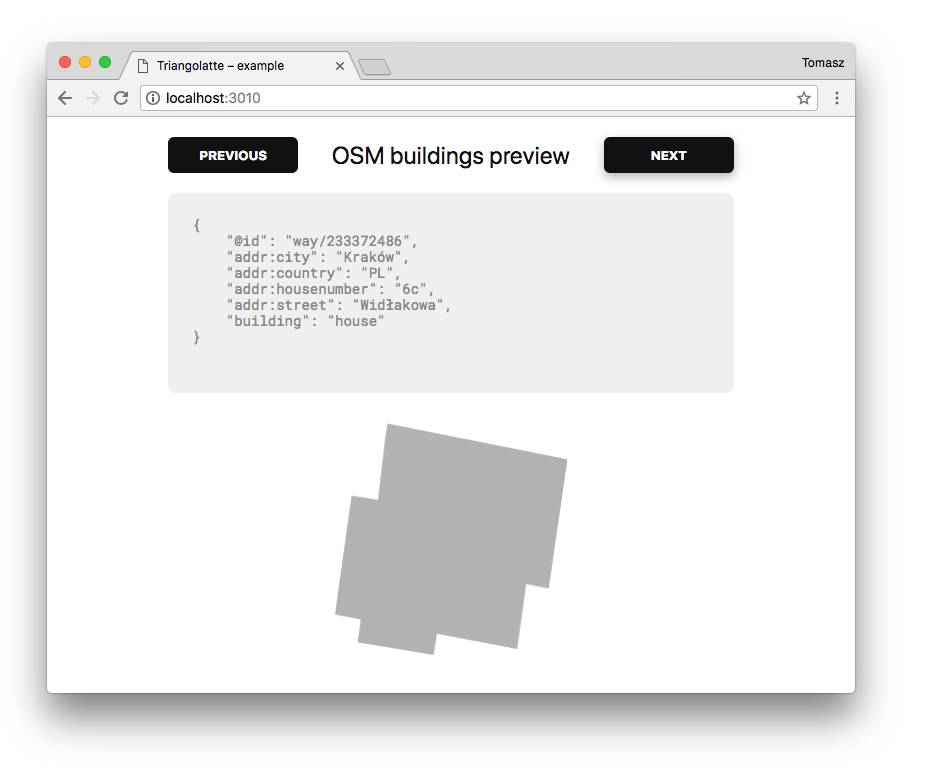 Triangolatte – example
Tomasz
localhost:3010
PREVIOUS
OSM buildings preview
NEXT
{
    "@id": "way/233372486",
    "addr:city": "Kraków",
    "addr:country": "PL",
    "addr:housenumber": "6c",
    "addr:street": "Widłakowa",
    "building": "house"
}